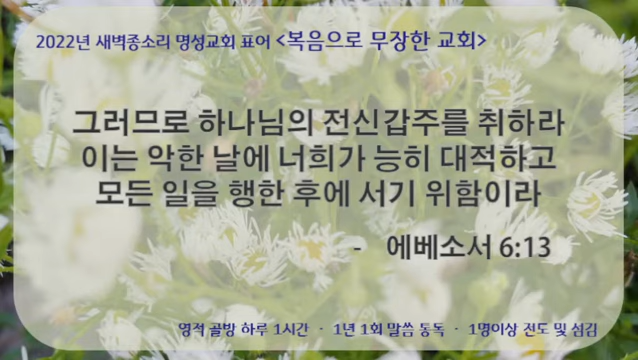 2022년 새벽종소리 명성교회 표어 <복음으로 무장한 교회>
그러므로 하나님의 전신갑주를 취하라
이는 악한 날에 너희가 능히 대적하고
모든 일을 행한 후에 서기 위함이라
- 에베소서 6:13
영적 골방 하루 1시간 · 1년 1회 말씀 통독 · 1명이상 전도 및 섬김